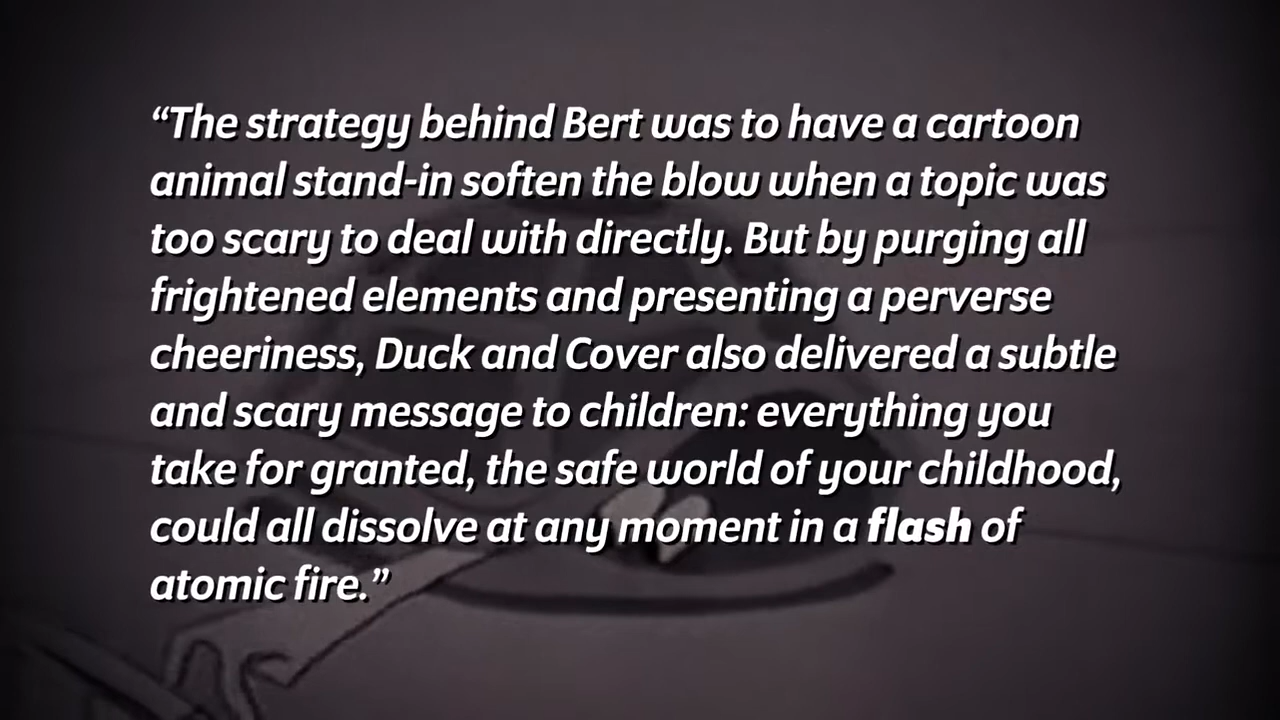 “The strategy behind Bert was to have a cartoon
animal stand-in soften the blow when a topic was
too scary to deal with directly. But by purging all
frightened elements and presenting a perverse
cheeriness, Duck and Cover also delivered a subtle
and scary message to children: everything you
take for granted, the safe world of your childhood,
could all dissolve at any moment in a flash of
atomic fire.”